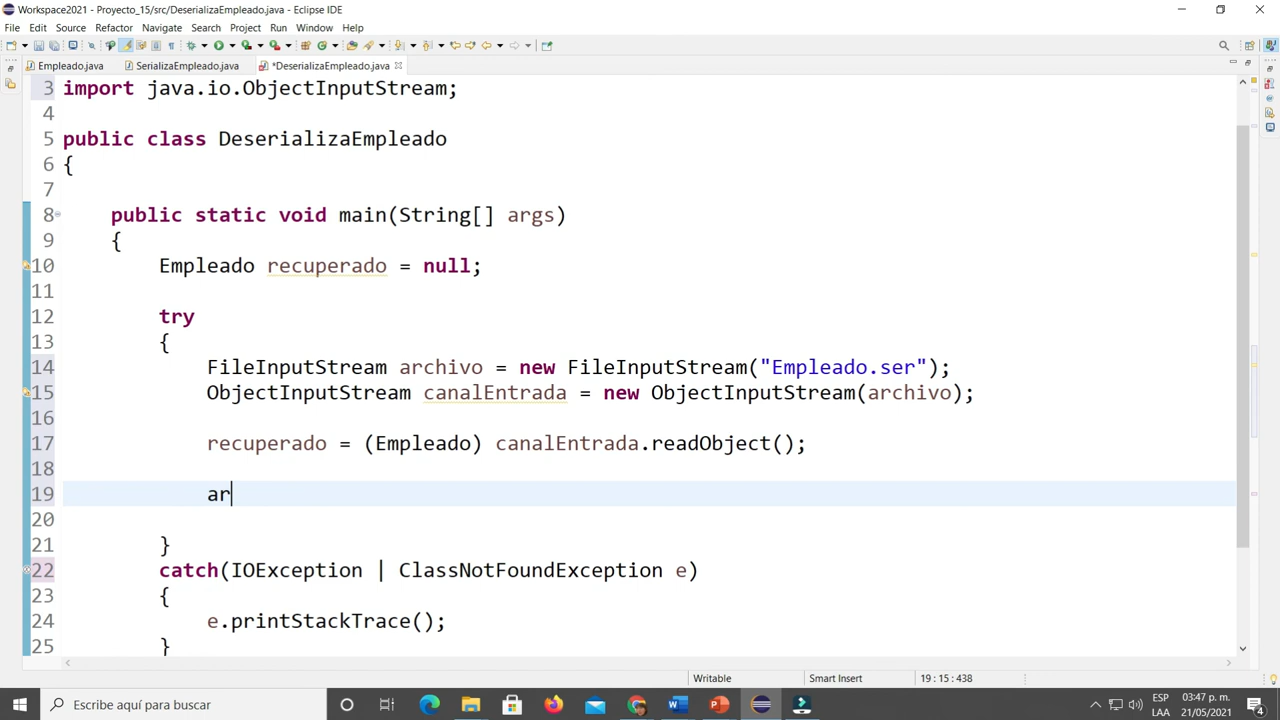 Workspace2021 - Proyecto_15/src/DeserializaEmpleado.java - Eclipse IDE
File Edit Source Refactor Navigate Search Project Run Window Help
Empleado.java SerializaEmpleado.java *DeserializaEmpleado.java
3 import java.io.ObjectInputStream;
4
5 public class DeserializaEmpleado
6 {
7
8 public static void main(String[] args)
9 {
10 Empleado recuperado = null;
11
12 try
13 {
14 FileInputStream archivo = new FileInputStream("Empleado.ser");
15 ObjectInputStream canalEntrada = new ObjectInputStream(archivo);
16
17 recuperado = (Empleado) canalEntrada.readObject();
18
19 ar
20
21 }
22 catch(IOException | ClassNotFoundException e)
23 {
24 e.printStackTrace();
25 }
Writable Smart Insert 19 : 15 : 438
Escribe aquí para buscar
ESP 03:47 p. m.
LAA 21/05/2021 4